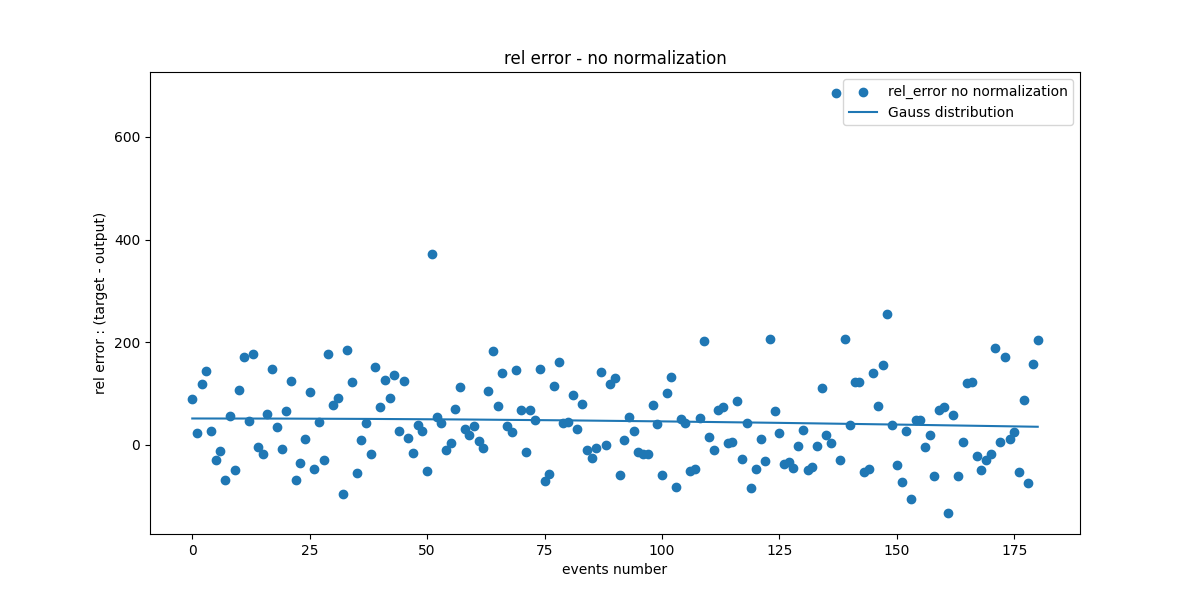 rel error - no normalization
rel_error no normalization
Gauss distribution
rel error : (target - output)
600
400
200
0
0 25 50 75 100 125 150 175
events number